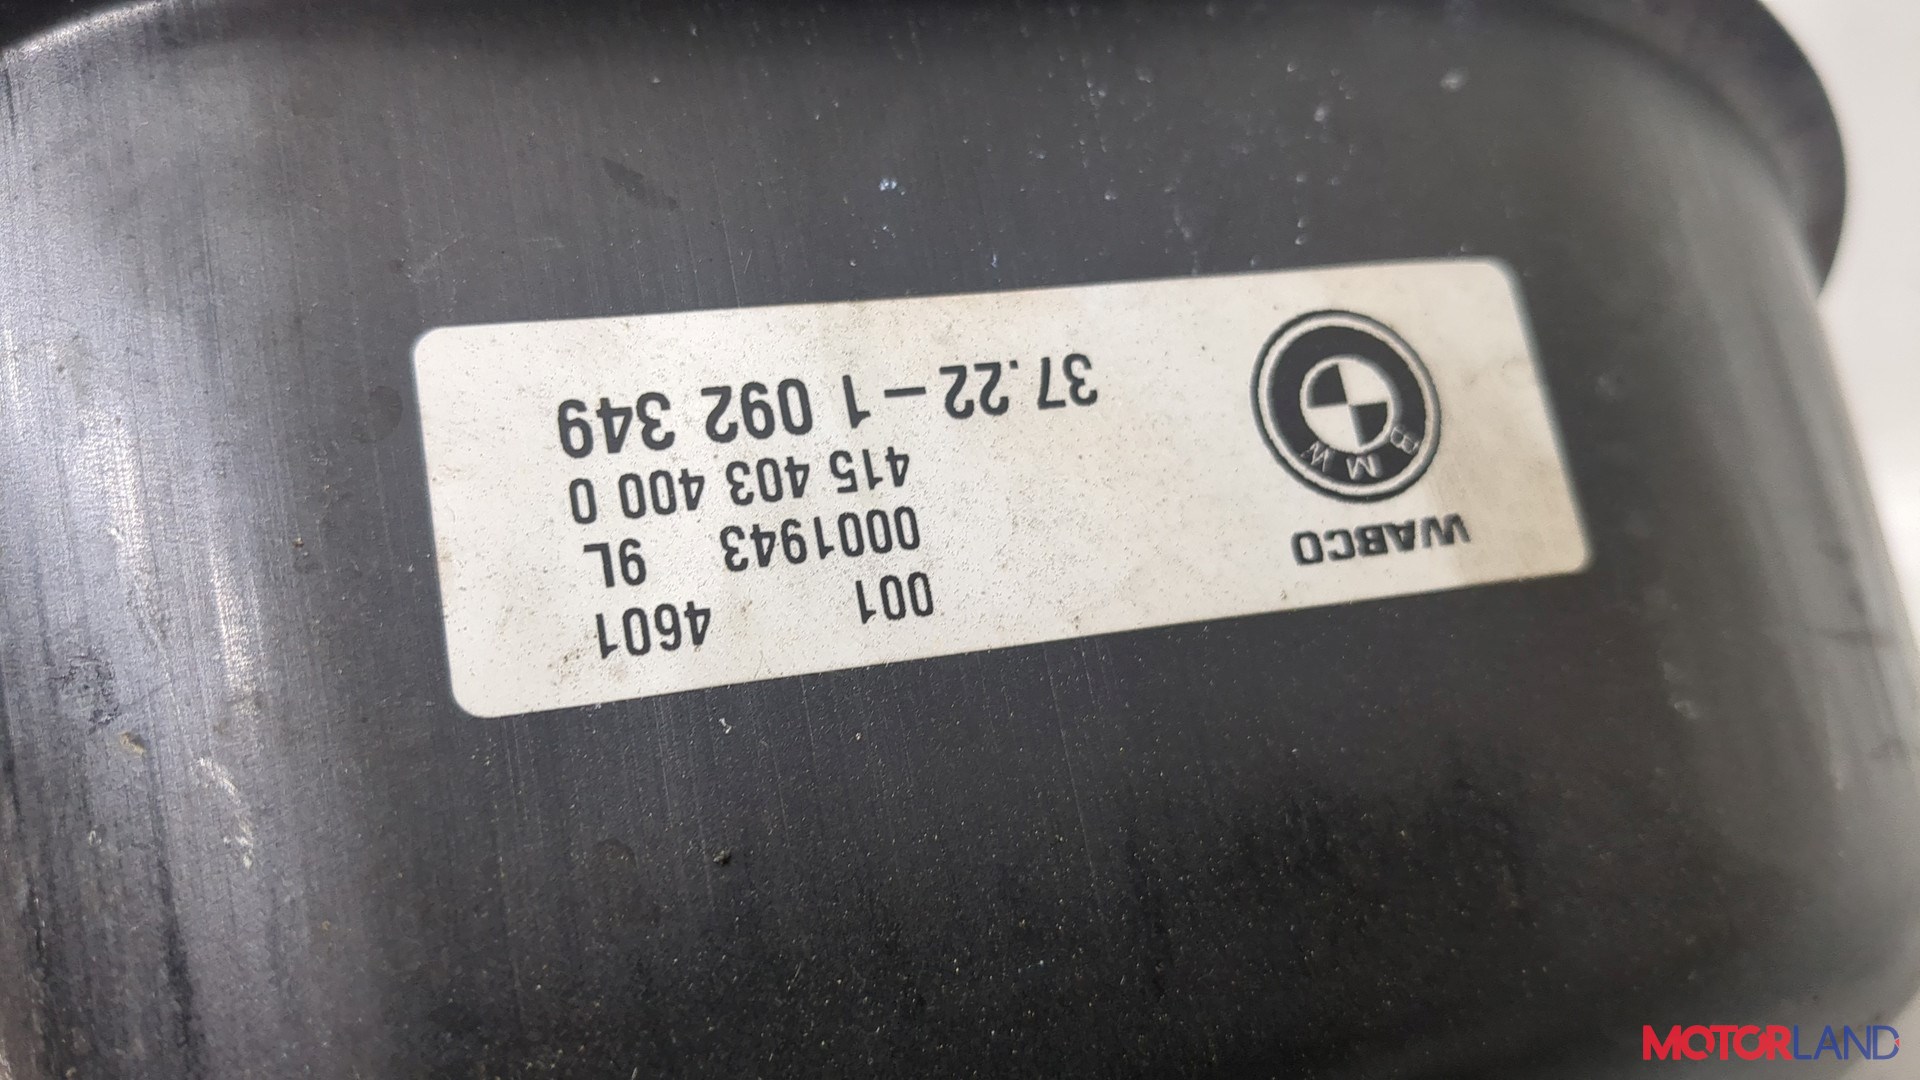 001 4601
0001943 9L
415 403 400 0
37.22-1 092 349
WABCO
BMW
MOTORLAND